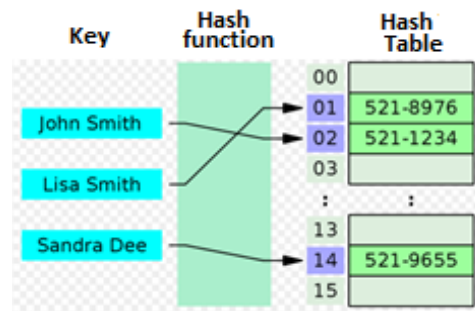 Key
Hash
function
Hash
Table
John Smith
Lisa Smith
Sandra Dee
00
01 521-8976
02 521-1234
03
: :
13
14 521-9655
15